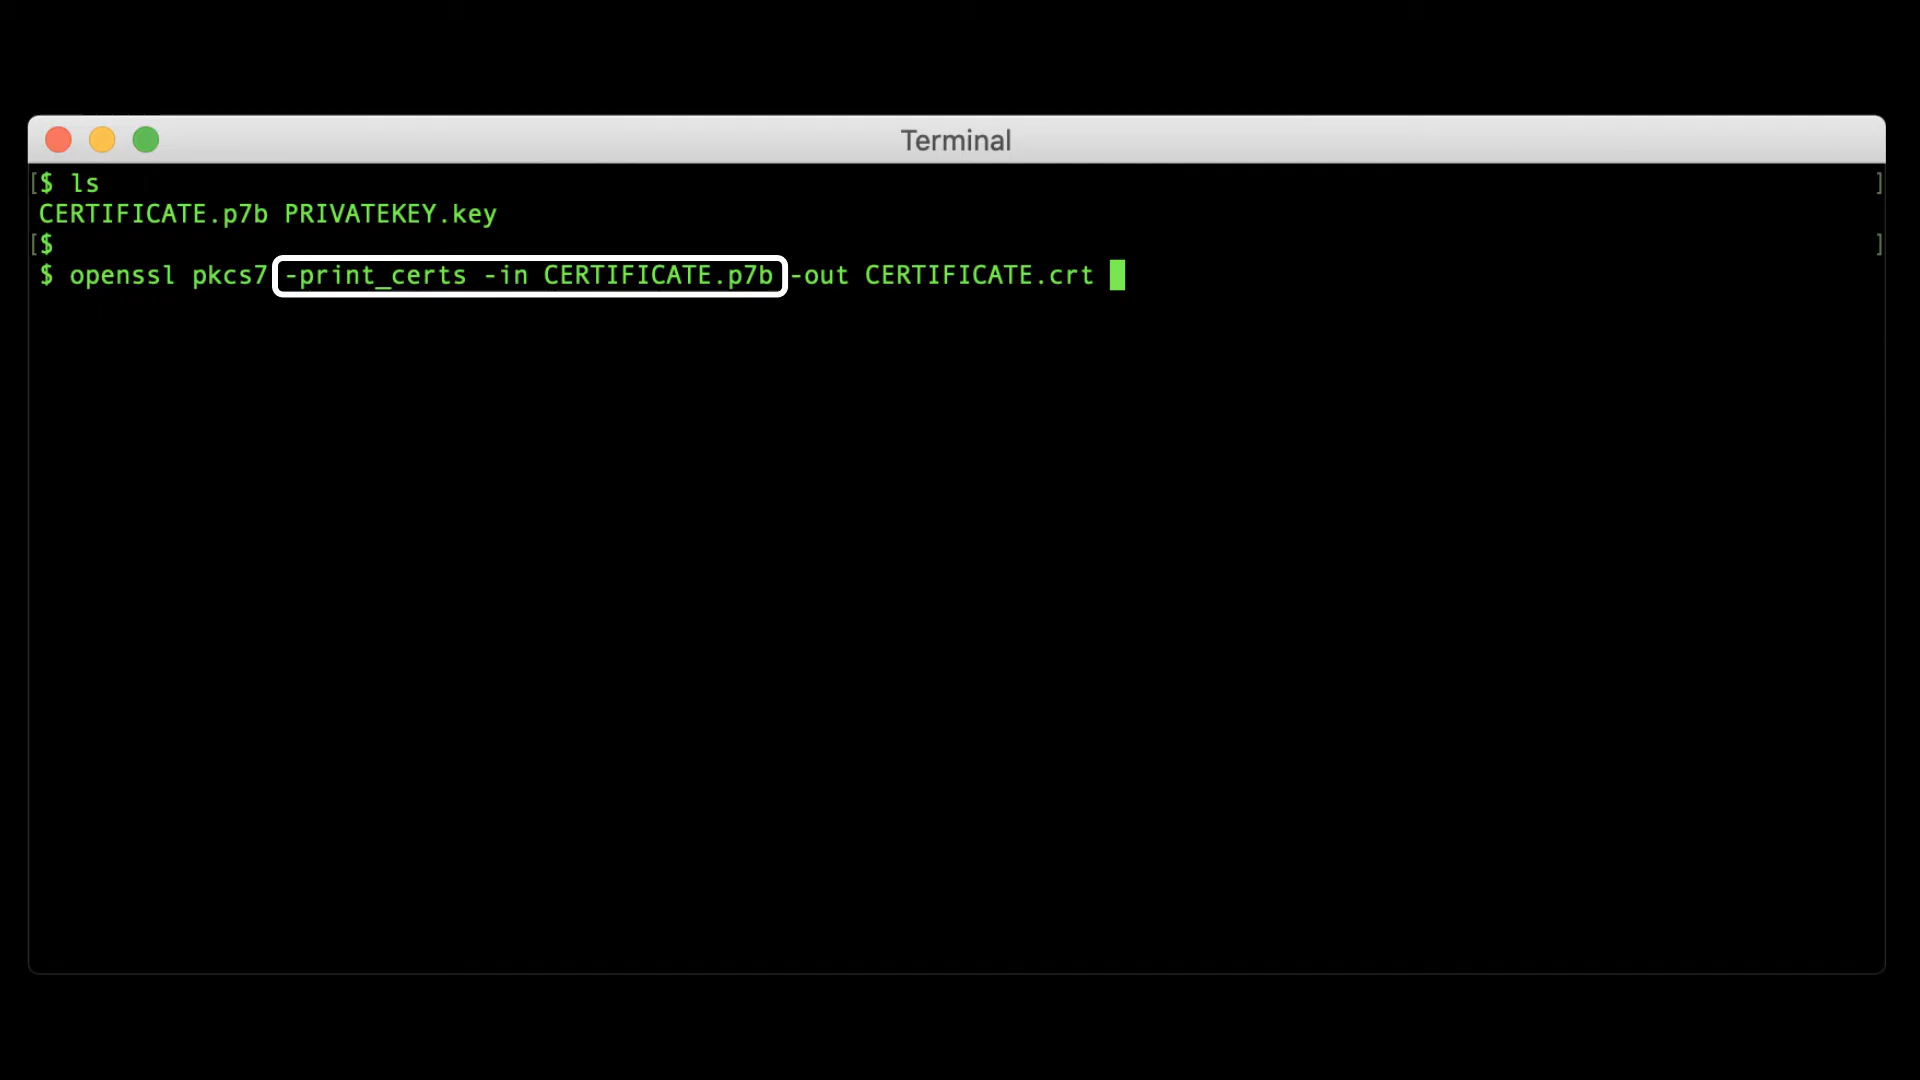 Terminal
[$ ls ]
CERTIFICATE.p7b PRIVATEKEY.key
[$ ]
$ openssl pkcs7 -print_certs -in CERTIFICATE.p7b -out CERTIFICATE.crt